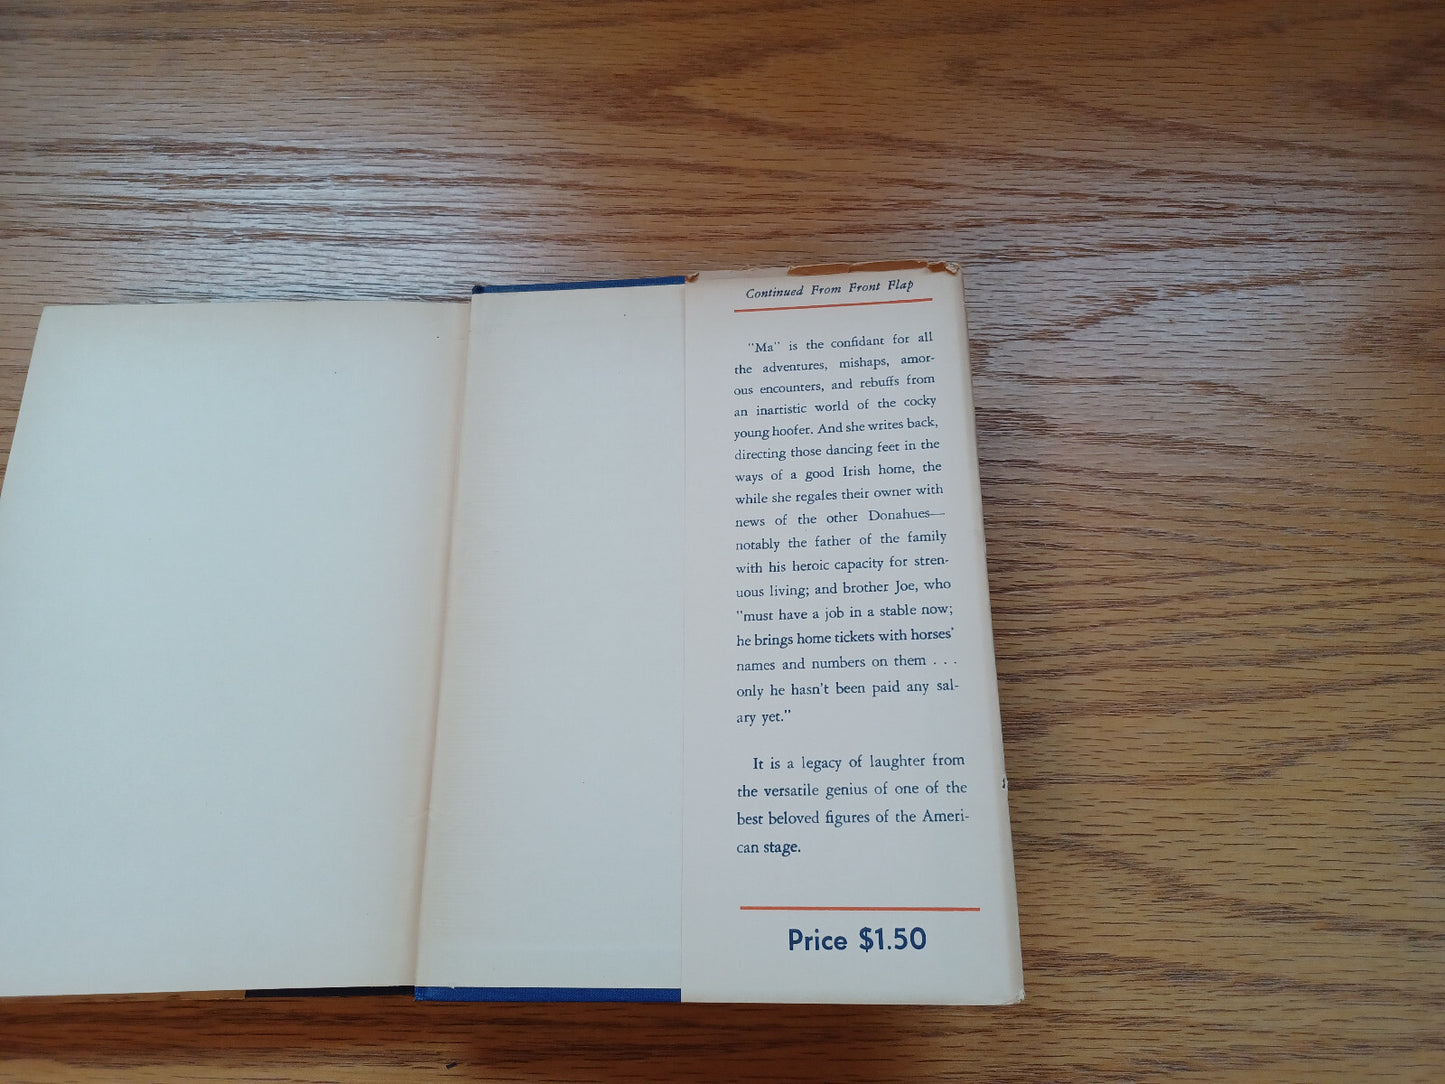 Continued From Front Flap
"Ma" is the confidant for all
the adventures, mishaps, amor-
ous encounters, and rebuffs from
an inartistic world of the cocky
young hoofer. And she writes back,
directing those dancing feet in the
ways of a good Irish home, the
while she regales their owner with
news of the other Donahues—
notably the father of the family
with his heroic capacity for stren-
uous living; and brother Joe, who
"must have a job in a stable now;
he brings home tickets with horses'
names and numbers on them . . .
only he hasn't been paid any sal-
ary yet."
It is a legacy of laughter from
the versatile genius of one of the
best beloved figures of the Ameri-
can stage.
Price $1.50